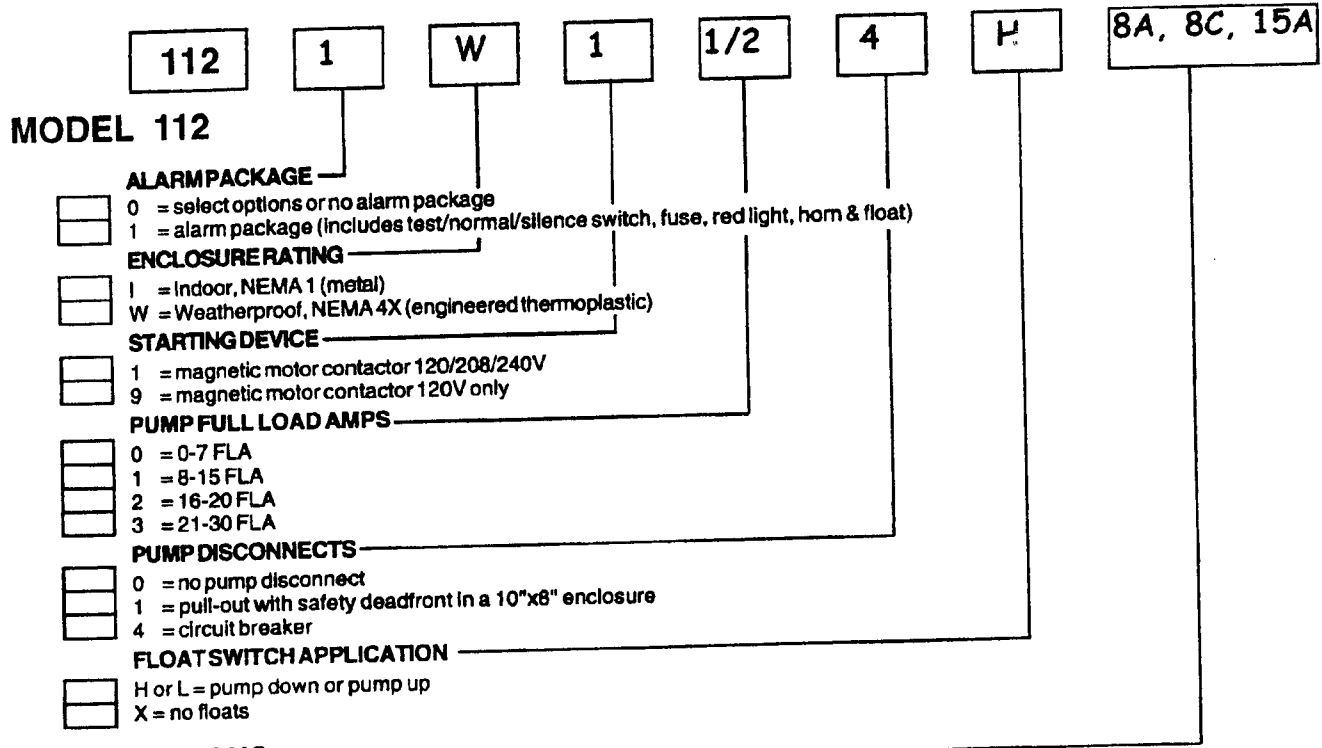 112 1 W 1 1/2 4 H 8A, 8C, 15A
MODEL 112
ALARM PACKAGE
0 = select options or no alarm package
1 = alarm package (includes test/normal/silence switch, fuse, red light, horn & float)
ENCLOSURE RATING
I = Indoor, NEMA 1 (metal)
W = Weatherproof, NEMA 4X (engineered thermoplastic)
STARTING DEVICE
1 = magnetic motor contactor 120/208/240V
9 = magnetic motor contactor 120V only
PUMP FULL LOAD AMPS
0 = 0-7 FLA
1 = 8-15 FLA
2 = 16-20 FLA
3 = 21-30 FLA
PUMP DISCONNECTS
0 = no pump disconnect
1 = pull-out with safety deadfront in a 10"x8" enclosure
4 = circuit breaker
FLOAT SWITCH APPLICATION
H or L = pump down or pump up
X = no floats